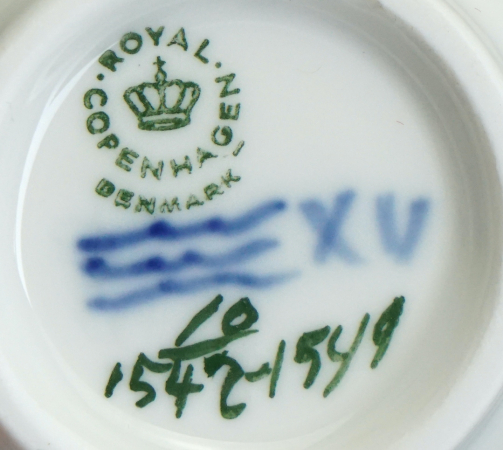 ROYAL COPENHAGEN
DENMARK
XV
10
1542-1549